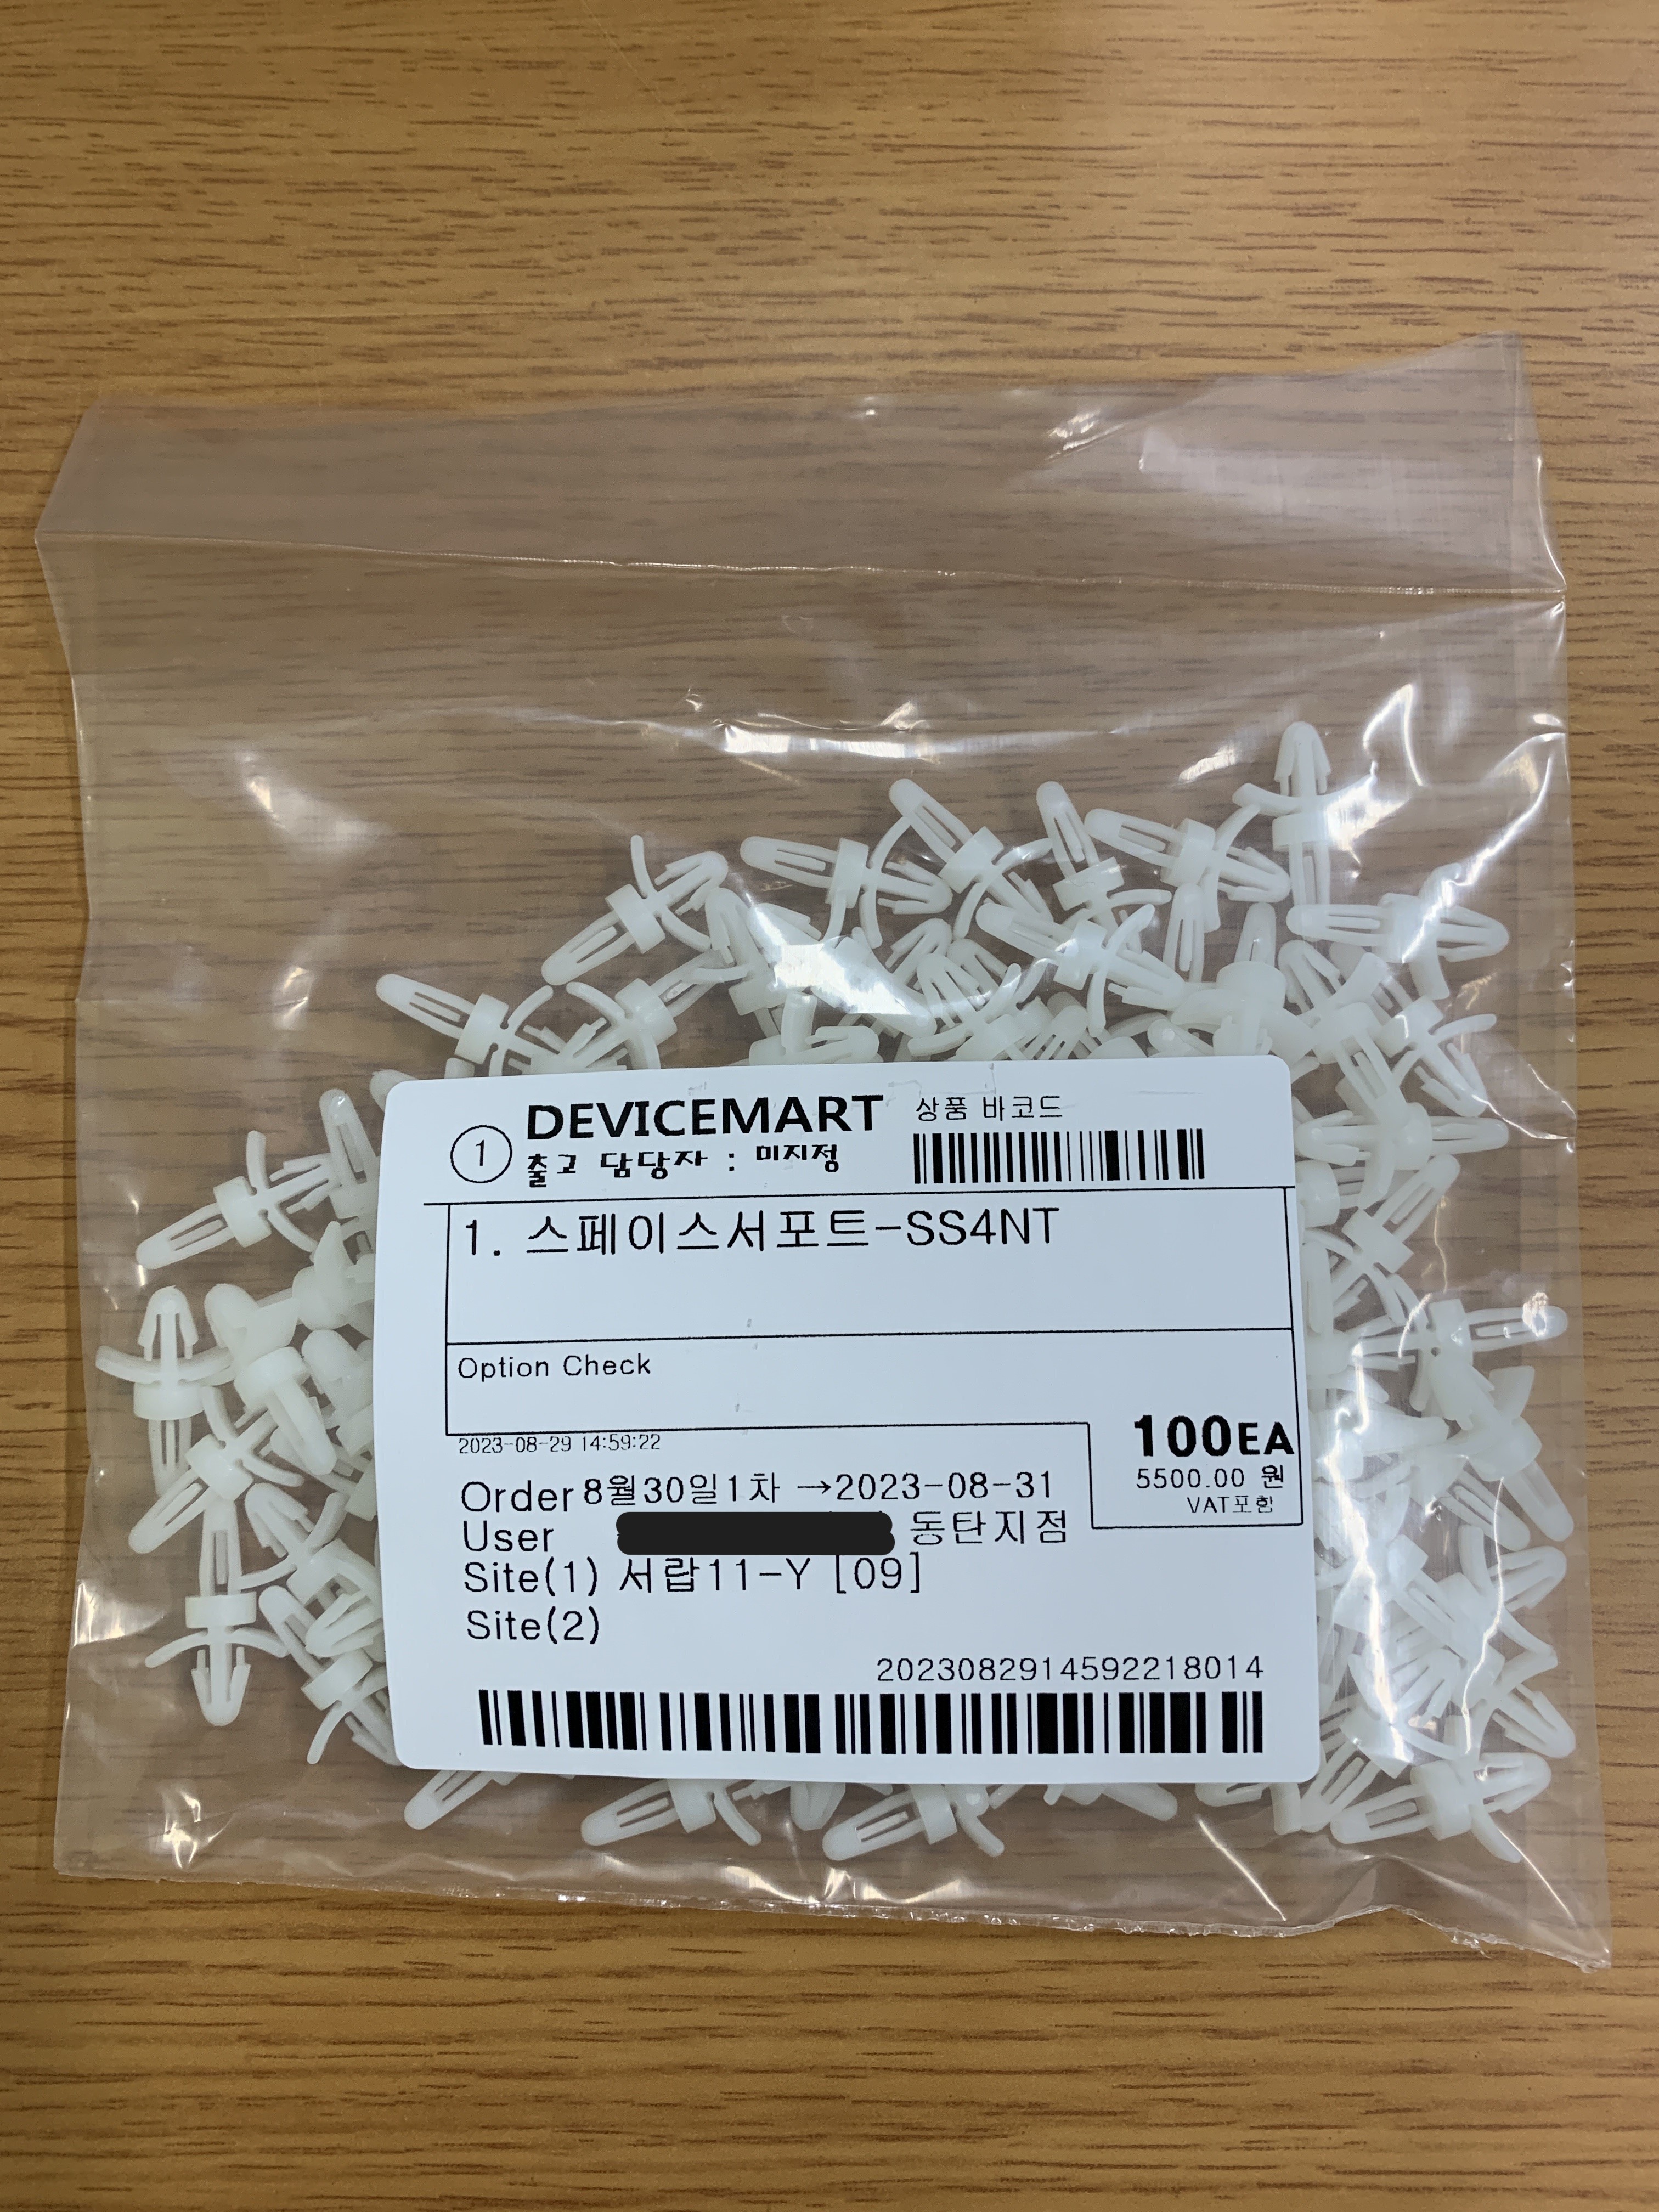 ① DEVICEMART 상품 바코드
출고 담당자 : 미지정
1. 스페이스서포트-SS4NT
Option Check
100EA
2023-08-29 14:59:22
5500.00 원
VAT포함
Order 8월30일1차 →2023-08-31
User 동탄지점
Site(1) 서랍11-Y [09]
Site(2)
2023082914592218014